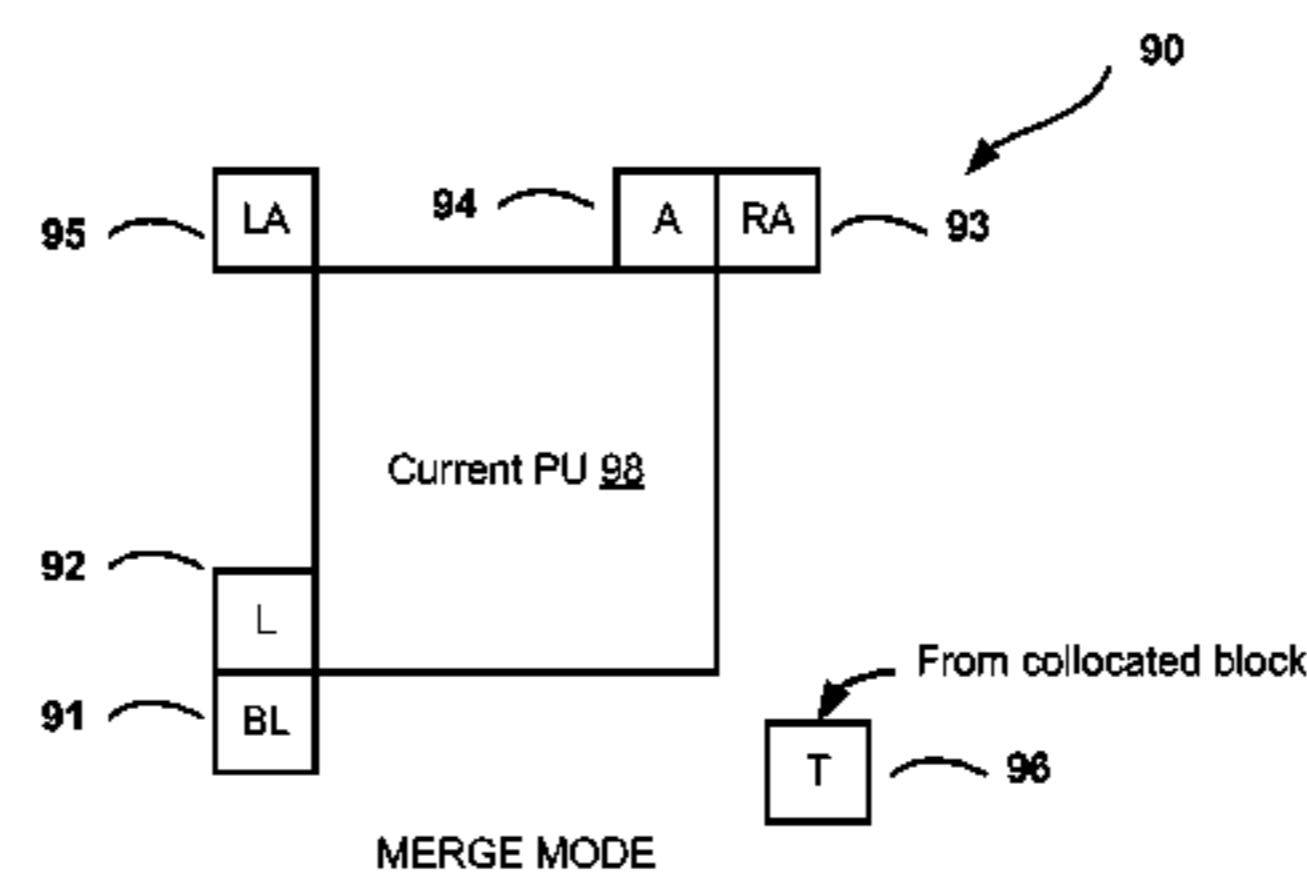 90
95 LA 94 A RA 93
Current PU 98
92
L
From collocated block
91 BL
T 96
MERGE MODE